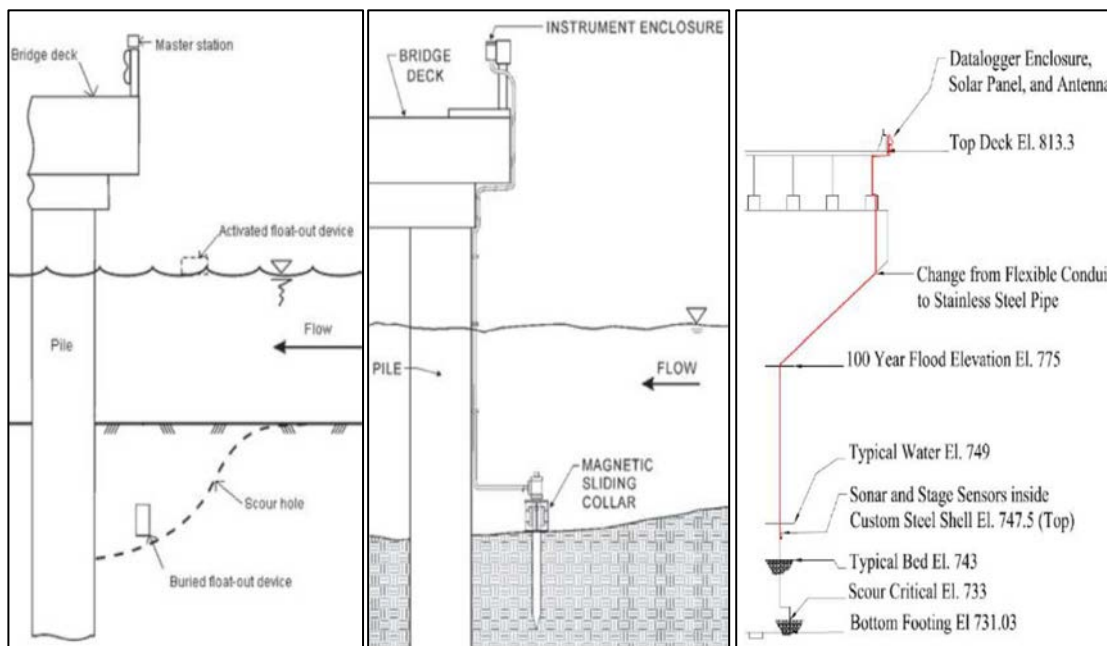 Master station
Bridge deck
Activated float-out device
Flow
Pile
Scour hole
Buried float-out device
INSTRUMENT ENCLOSURE
BRIDGE
DECK
PILE
FLOW
MAGNETIC
SLIDING
COLLAR
Datalogger Enclosure,
Solar Panel, and Antenna
Top Deck El. 813.3
Change from Flexible Condui
to Stainless Steel Pipe
100 Year Flood Elevation El. 775
Typical Water El. 749
Sonar and Stage Sensors inside
Custom Steel Shell El. 747.5 (Top)
Typical Bed El. 743
Scour Critical El. 733
Bottom Footing El 731.03